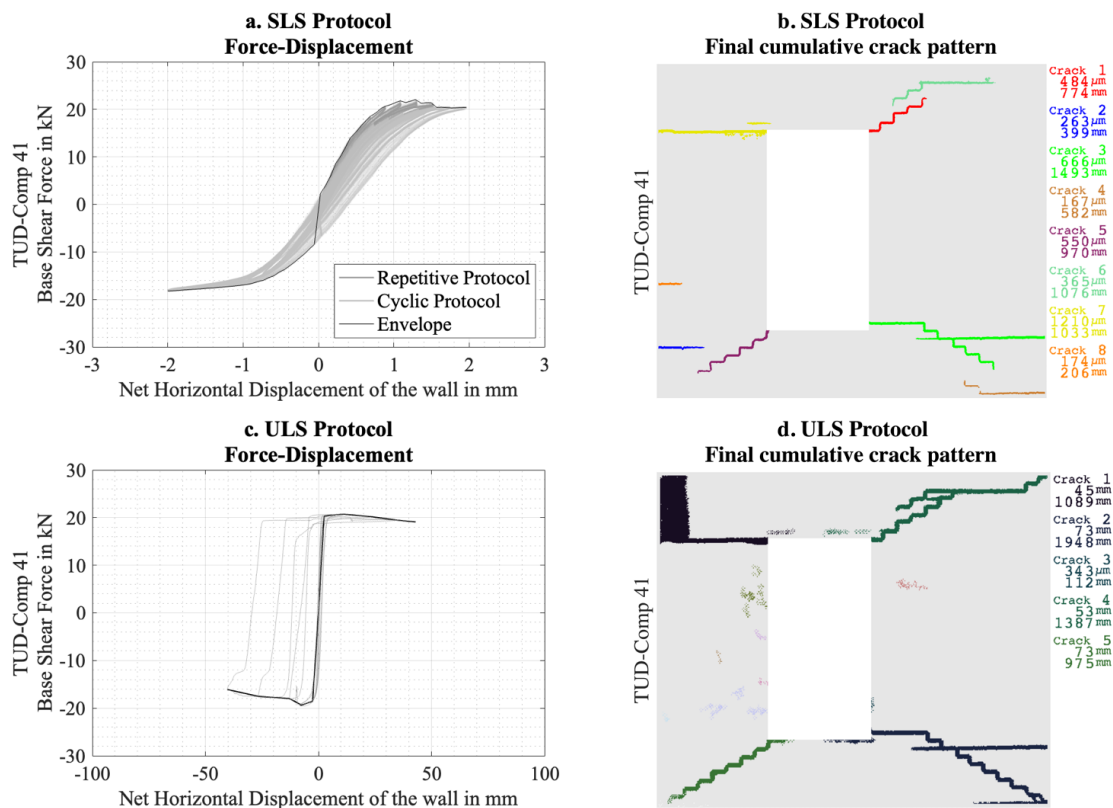 a. SLS Protocol
Force-Displacement
30
20
10
0
-10
-20
-30
-3
-2
-1
0
1
2
3
TUD-Comp 41
Base Shear Force in kN
Net Horizontal Displacement of the wall in mm
Repetitive Protocol
Cyclic Protocol
Envelope
b. SLS Protocol
Final cumulative crack pattern
TUD-Comp 41
Crack 1
484µm
774mm
Crack 2
263µm
399mm
Crack 3
666µm
1493mm
Crack 4
167µm
582mm
Crack 5
550µm
970mm
Crack 6
365µm
1076mm
Crack 7
1210µm
1033mm
Crack 8
174µm
206mm
c. ULS Protocol
Force-Displacement
30
20
10
0
-10
-20
-30
-100
-50
0
50
100
TUD-Comp 41
Base Shear Force in kN
Net Horizontal Displacement of the wall in mm
d. ULS Protocol
Final cumulative crack pattern
TUD-Comp 41
Crack 1
45mm
1089mm
Crack 2
73mm
1948mm
Crack 3
343µm
112mm
Crack 4
53mm
1387mm
Crack 5
73mm
975mm